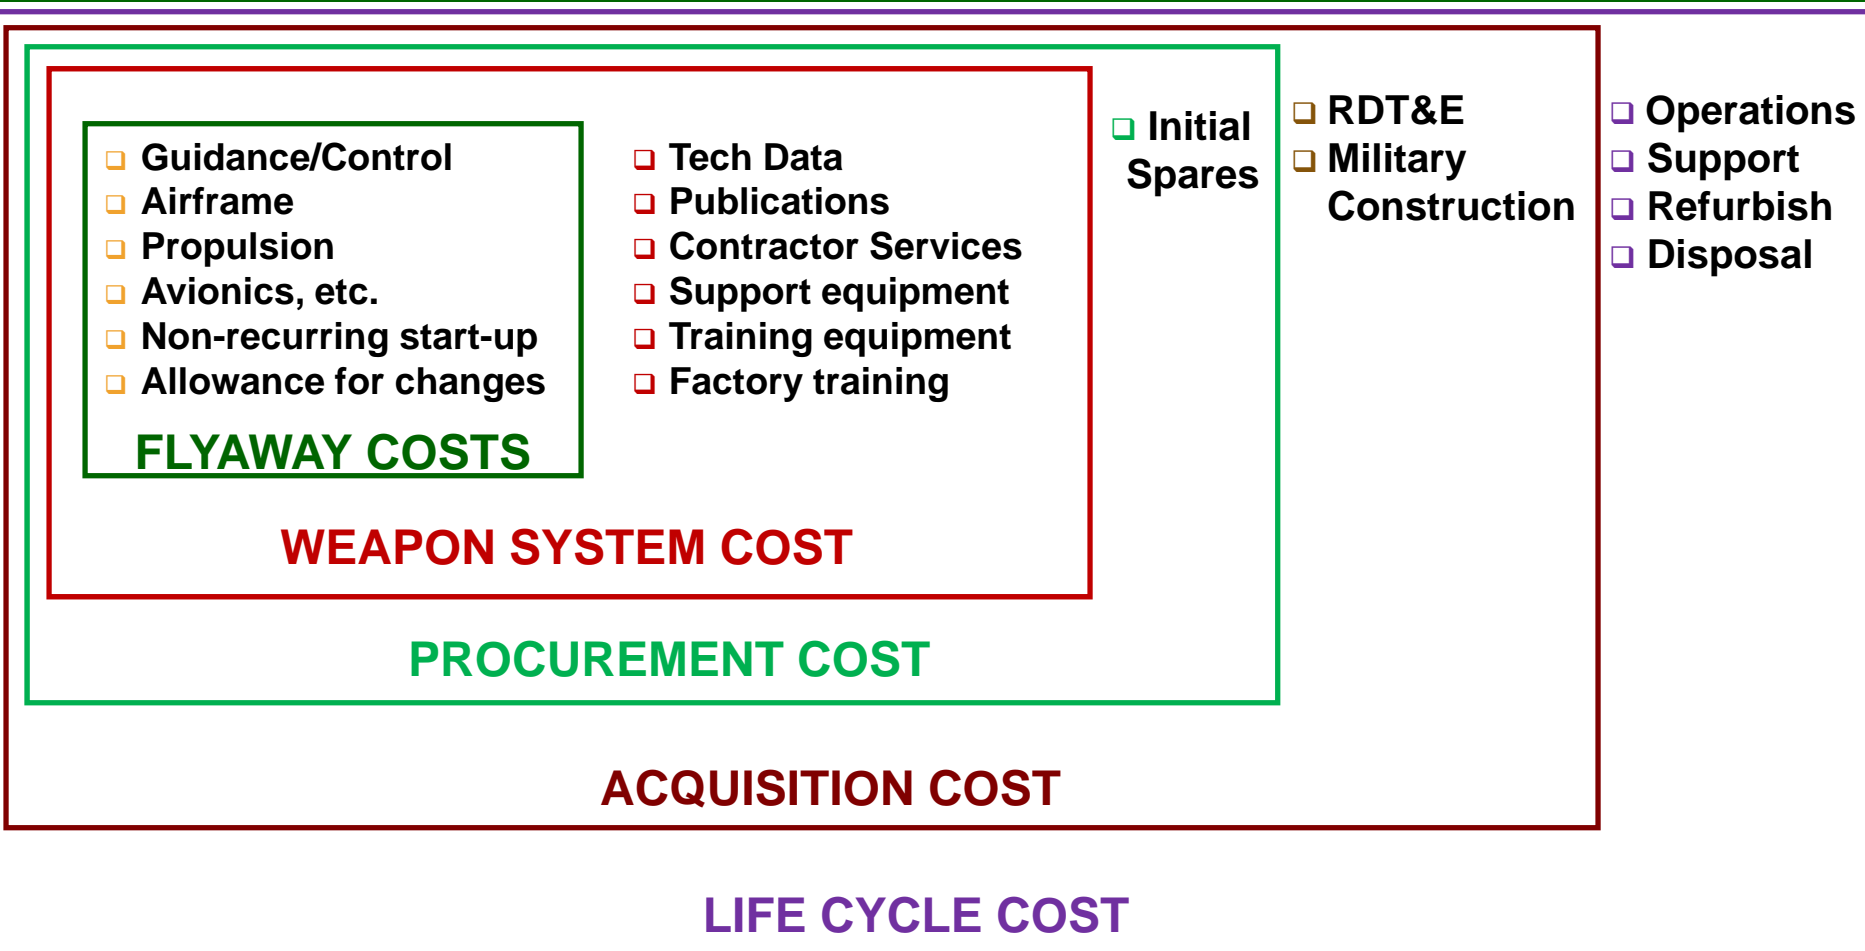 Guidance/Control
Airframe
Propulsion
Avionics, etc.
Non-recurring start-up
Allowance for changes
FLYAWAY COSTS
Tech Data
Publications
Contractor Services
Support equipment
Training equipment
Factory training
WEAPON SYSTEM COST
Initial
Spares
PROCUREMENT COST
RDT&E
Military
Construction
ACQUISITION COST
Operations
Support
Refurbish
Disposal
LIFE CYCLE COST